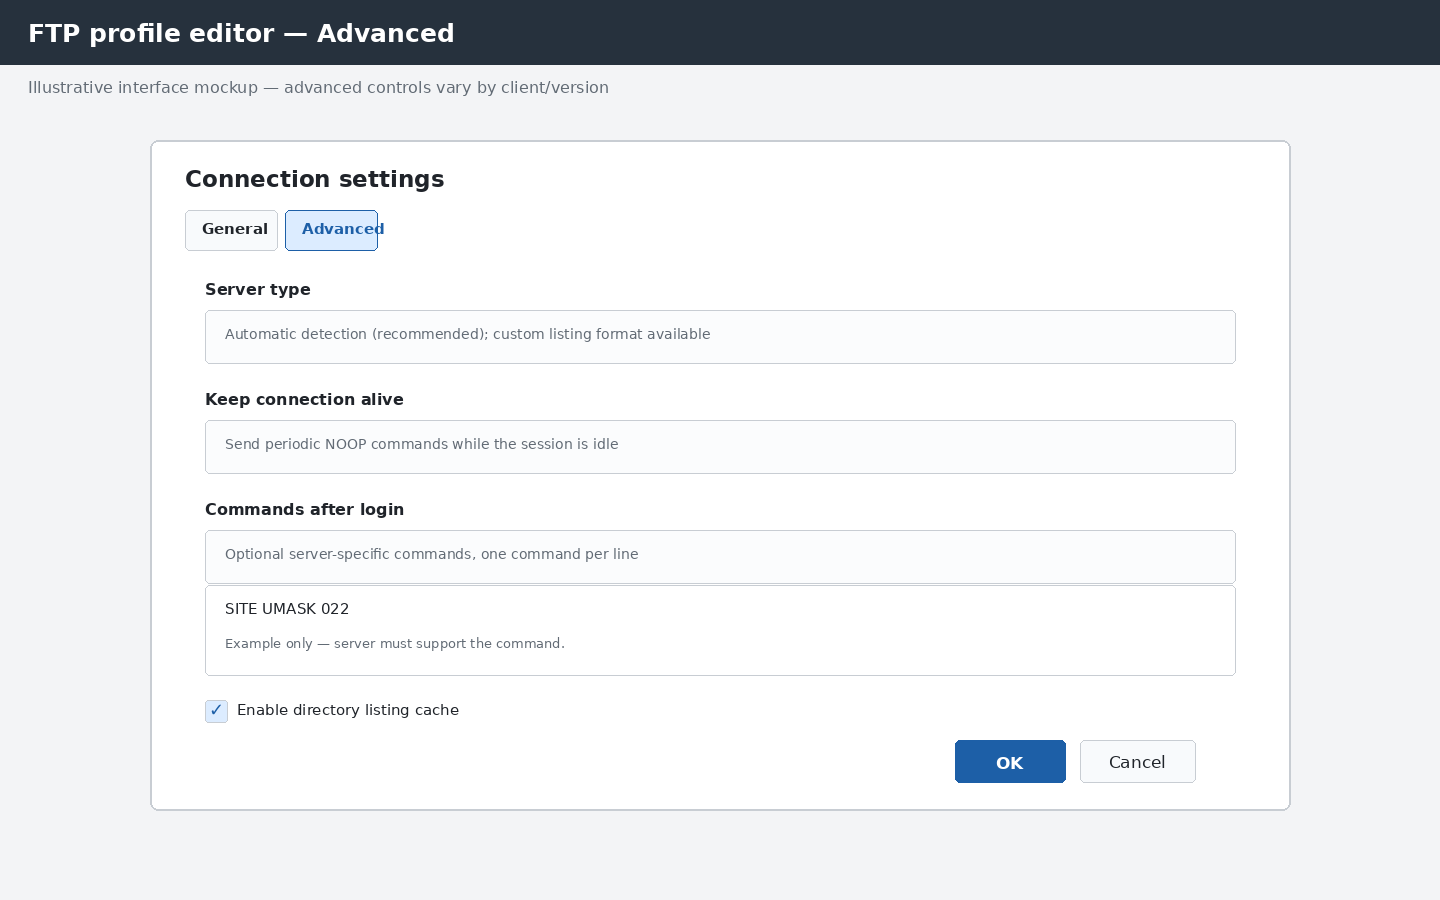 FTP profile editor — Advanced
Illustrative interface mockup — advanced controls vary by client/version
Connection settings
General
Advanced
Server type
Automatic detection (recommended); custom listing format available
Keep connection alive
Send periodic NOOP commands while the session is idle
Commands after login
Optional server-specific commands, one command per line
SITE UMASK 022
Example only — server must support the command.
✓ Enable directory listing cache
OK
Cancel